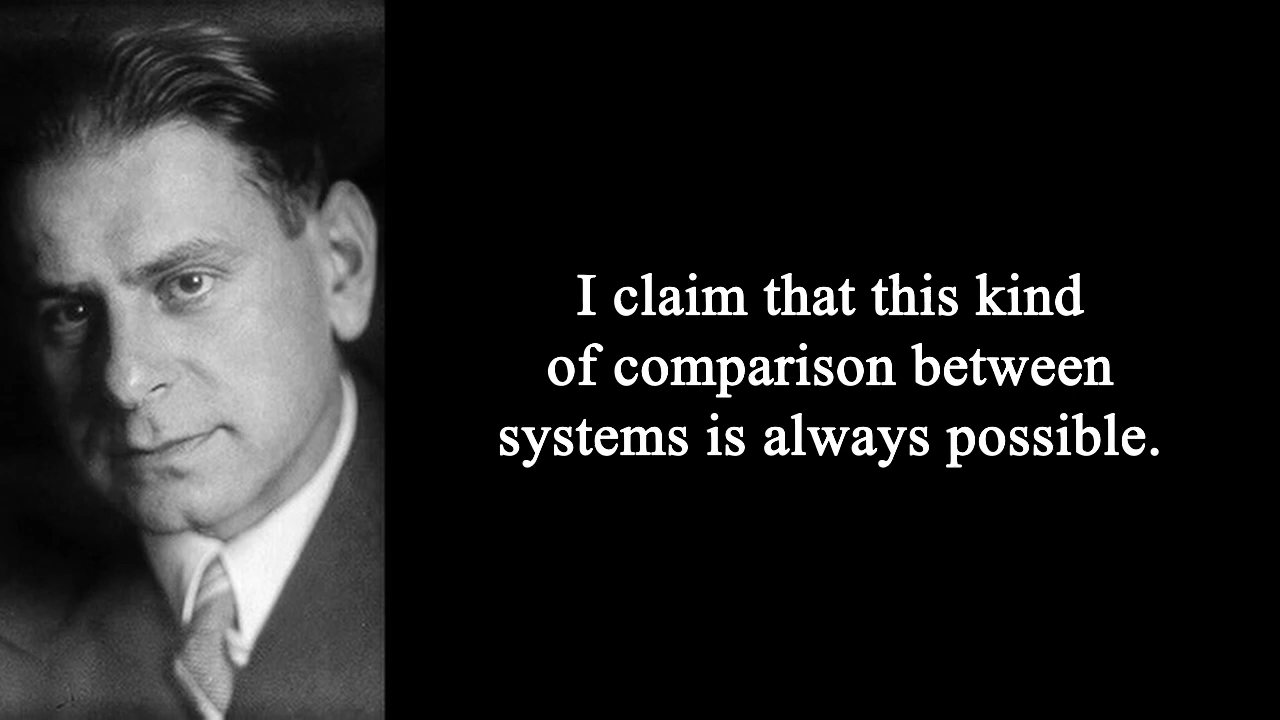 I claim that this kind
of comparison between
systems is always possible.